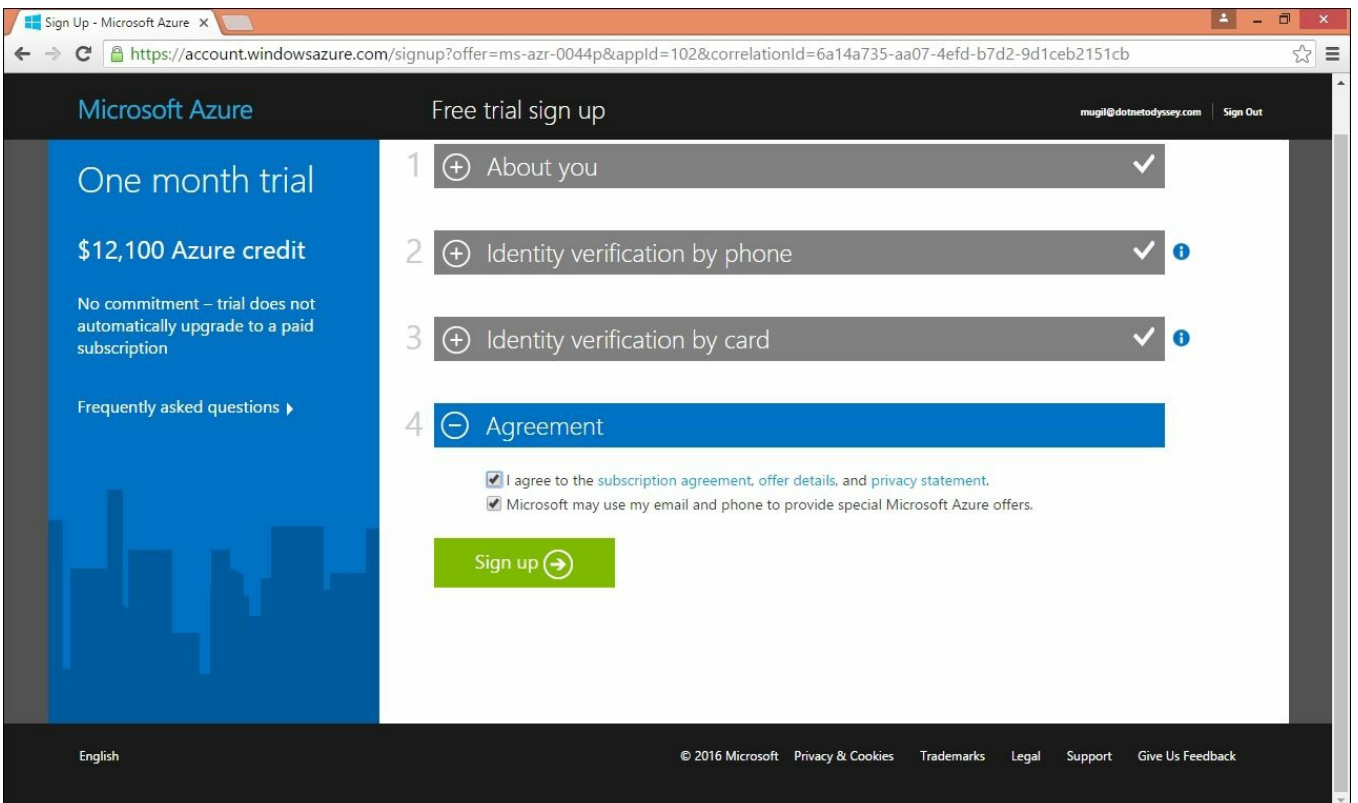 Sign Up - Microsoft Azure
https://account.windowsazure.com/signup?offer=ms-azr-0044p&appId=102&correlationId=6a14a735-aa07-4efd-b7d2-9d1ceb2151cb
Microsoft Azure
Free trial sign up
mugil@dotnetodyssey.com
Sign Out
One month trial
$12,100 Azure credit
No commitment – trial does not
automatically upgrade to a paid
subscription
Frequently asked questions
1 About you
2 Identity verification by phone
3 Identity verification by card
4 Agreement
I agree to the subscription agreement, offer details, and privacy statement.
Microsoft may use my email and phone to provide special Microsoft Azure offers.
Sign up
English
© 2016 Microsoft Privacy & Cookies Trademarks Legal Support Give Us Feedback